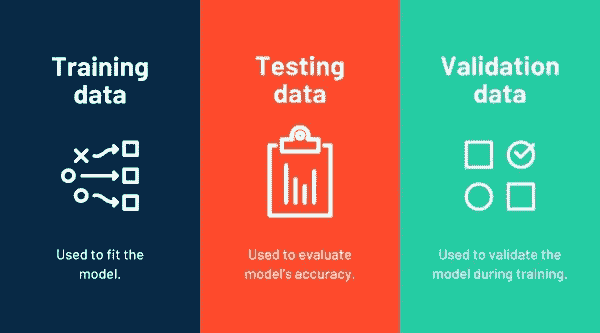 Training
data
Used to fit the
model.
Testing
data
Used to evaluate
model's accuracy.
Validation
data
Used to validate the
model during training.